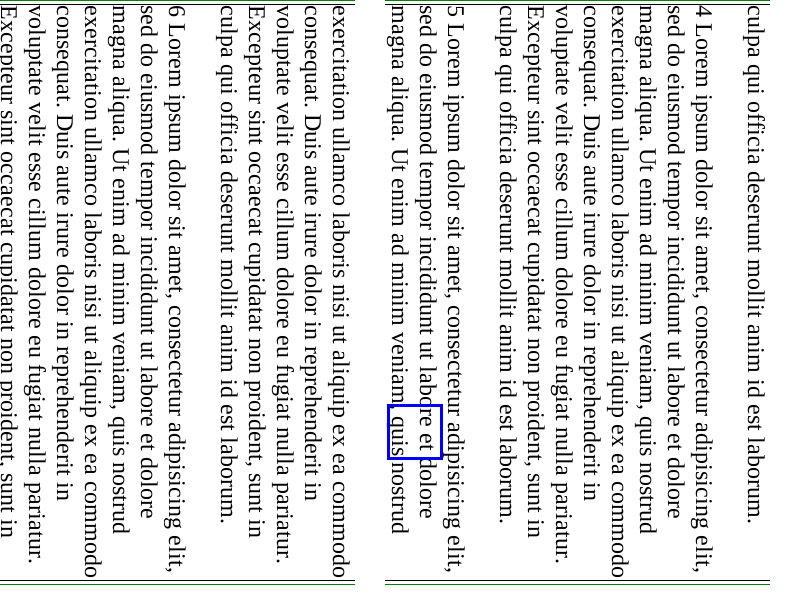 culpa qui officia deserunt mollit anim id est laborum.
4 Lorem ipsum dolor sit amet, consectetur adipisicing elit,
sed do eiusmod tempor incididunt ut labore et dolore
magna aliqua. Ut enim ad minim veniam, quis nostrud
exercitation ullamco laboris nisi ut aliquip ex ea commodo
consequat. Duis aute irure dolor in reprehenderit in
voluptate velit esse cillum dolore eu fugiat nulla pariatur.
Excepteur sint occaecat cupidatat non proident, sunt in
culpa qui officia deserunt mollit anim id est laborum.
5 Lorem ipsum dolor sit amet, consectetur adipisicing elit,
sed do eiusmod tempor incididunt ut labore et dolore
magna aliqua. Ut enim ad minim veniam, quis nostrud
exercitation ullamco laboris nisi ut aliquip ex ea commodo
consequat. Duis aute irure dolor in reprehenderit in
voluptate velit esse cillum dolore eu fugiat nulla pariatur.
Excepteur sint occaecat cupidatat non proident, sunt in
culpa qui officia deserunt mollit anim id est laborum.
6 Lorem ipsum dolor sit amet, consectetur adipisicing elit,
sed do eiusmod tempor incididunt ut labore et dolore
magna aliqua. Ut enim ad minim veniam, quis nostrud
exercitation ullamco laboris nisi ut aliquip ex ea commodo
consequat. Duis aute irure dolor in reprehenderit in
voluptate velit esse cillum dolore eu fugiat nulla pariatur.
Excepteur sint occaecat cupidatat non proident, sunt in